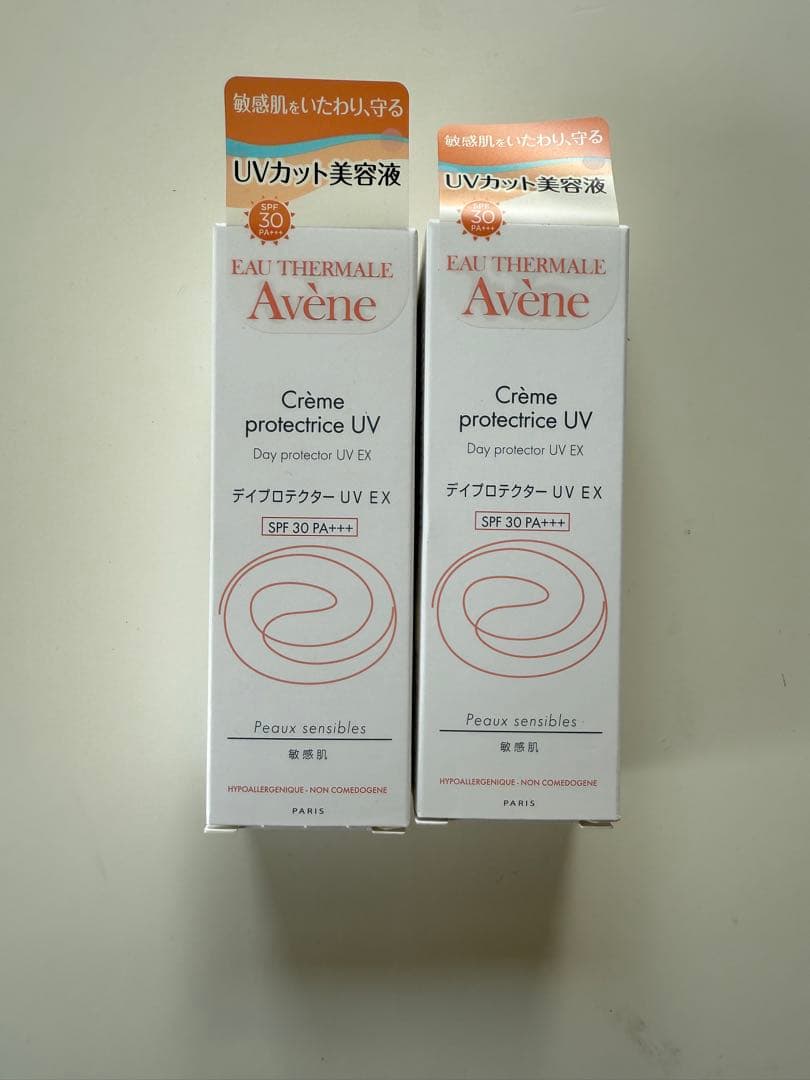 敏感肌をいたわり、守る
UVカット美容液
SPF
30
PA+++
EAU THERMALE
Avène
Crème
protectrice UV
Day protector UV EX
デイプロテクター UV EX
SPF 30 PA+++
Peaux sensibles
敏感肌
HYPOALLERGENIQUE - NON COMEDOGENE
PARIS
敏感肌をいたわり、守る
UVカット美容液
SPF
30
PA+++
EAU THERMALE
Avène
Crème
protectrice UV
Day protector UV EX
デイプロテクター UV EX
SPF 30 PA+++
Peaux sensibles
敏感肌
HYPOALLERGENIQUE - NON COMEDOGENE
PARIS